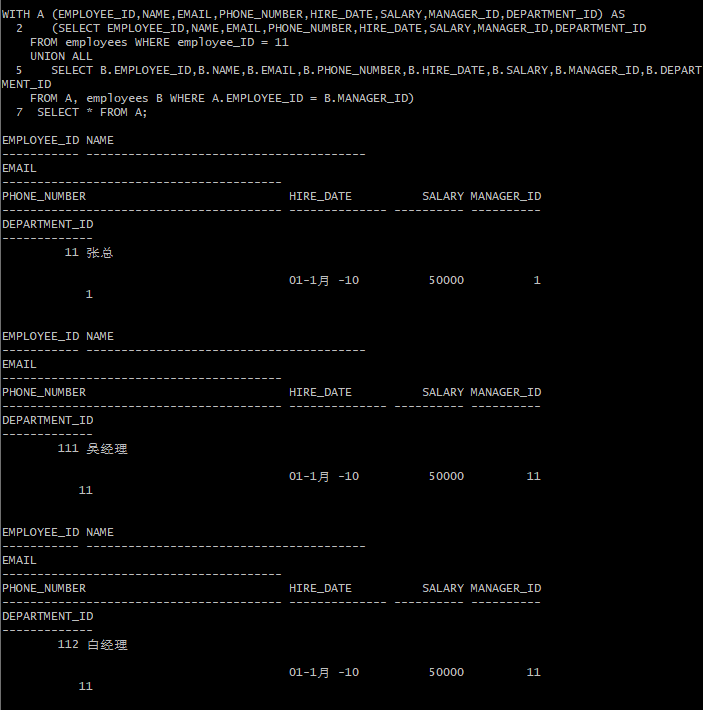 WITH A (EMPLOYEE_ID,NAME,EMAIL,PHONE_NUMBER,HIRE_DATE,SALARY,MANAGER_ID,DEPARTMENT_ID) AS
  2    (SELECT EMPLOYEE_ID,NAME,EMAIL,PHONE_NUMBER,HIRE_DATE,SALARY,MANAGER_ID,DEPARTMENT_ID
    FROM employees WHERE employee_ID = 11
    UNION ALL
  5    SELECT B.EMPLOYEE_ID,B.NAME,B.EMAIL,B.PHONE_NUMBER,B.HIRE_DATE,B.SALARY,B.MANAGER_ID,B.DEPART
MENT_ID
    FROM A, employees B WHERE A.EMPLOYEE_ID = B.MANAGER_ID)
  7  SELECT * FROM A;
EMPLOYEE_ID NAME
----------- ----------------------------------------
EMAIL
----------------------------------------
PHONE_NUMBER                             HIRE_DATE          SALARY MANAGER_ID
---------------------------------------- -------------- ---------- ----------
DEPARTMENT_ID
-------------
         11 张总
                                         01-1月 -10          50000          1
            1
EMPLOYEE_ID NAME
----------- ----------------------------------------
EMAIL
----------------------------------------
PHONE_NUMBER                             HIRE_DATE          SALARY MANAGER_ID
---------------------------------------- -------------- ---------- ----------
DEPARTMENT_ID
-------------
        111 吴经理
                                         01-1月 -10          50000         11
           11
EMPLOYEE_ID NAME
----------- ----------------------------------------
EMAIL
----------------------------------------
PHONE_NUMBER                             HIRE_DATE          SALARY MANAGER_ID
---------------------------------------- -------------- ---------- ----------
DEPARTMENT_ID
-------------
        112 白经理
                                         01-1月 -10          50000         11
           11